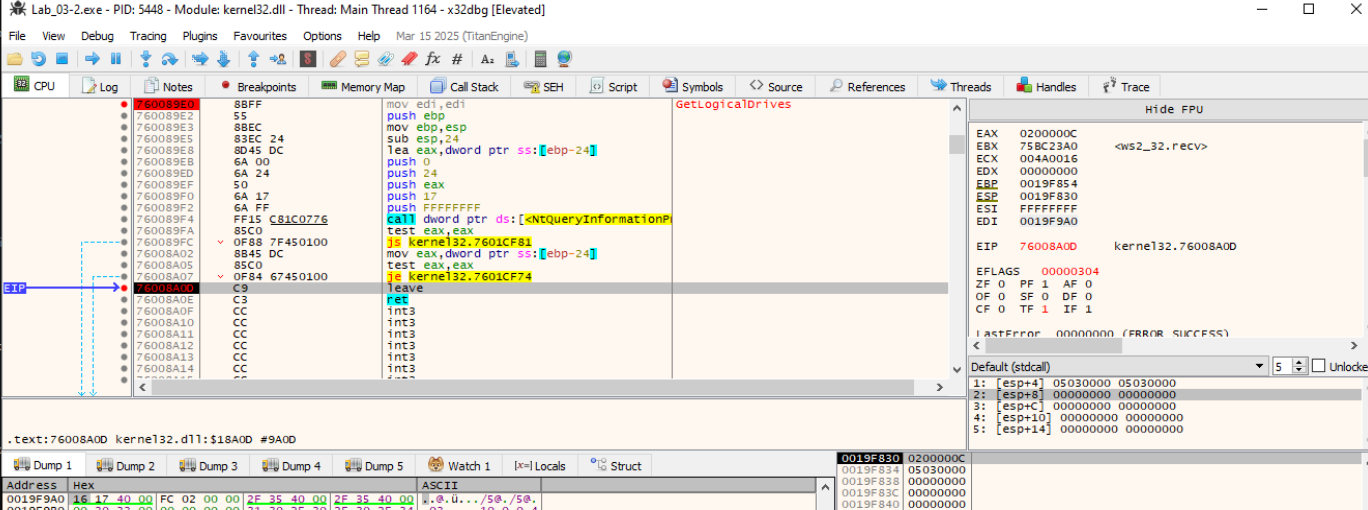 Lab_03-2.exe - PID: 5448 - Module: kernel32.dll - Thread: Main Thread 1164 - x32dbg [Elevated]
File View Debug Tracing Plugins Favourites Options Help Mar 15 2025 (TitanEngine)
CPU Log Notes Breakpoints Memory Map Call Stack SEH Script Symbols Source References Threads Handles Trace
760089E0 8BFF mov edi,edi GetLogicalDrives
760089E2 55 push ebp
760089E3 8BEC mov ebp,esp
760089E5 83EC 24 sub esp,24
760089E8 8D45 DC lea eax,dword ptr ss:[ebp-24]
760089EB 6A 00 push 0
760089ED 6A 24 push 24
760089EF 50 push eax
760089F0 6A 17 push 17
760089F2 6A FF push FFFFFFFF
760089F4 FF15 C81C0776 call dword ptr ds:[<NtQueryInformationP
760089FA 85C0 test eax,eax
760089FC 0F88 7F450100 js kernel32.7601CF81
76008A02 8B45 DC mov eax,dword ptr ss:[ebp-24]
76008A05 85C0 test eax,eax
76008A07 0F84 67450100 je kernel32.7601CF74
EIP 76008A0D C9 leave
76008A0E C3 ret
76008A0F CC int3
76008A10 CC int3
76008A11 CC int3
76008A12 CC int3
76008A13 CC int3
76008A14 CC int3
Hide FPU
EAX 0200000C
EBX 75BC23A0 <ws2_32.recv>
ECX 004A0016
EDX 00000000
EBP 0019F854
ESP 0019F830
ESI FFFFFFFF
EDI 0019F9A0
EIP 76008A0D kernel32.76008A0D
EFLAGS 00000304
ZF 0 PF 1 AF 0
OF 0 SF 0 DF 0
CF 0 TF 1 IF 1
LastError 00000000 (ERROR_SUCCESS)
Default (stdcall) 5 Unlocke
1: [esp+4] 05030000 05030000
2: [esp+8] 00000000 00000000
3: [esp+C] 00000000 00000000
4: [esp+10] 00000000 00000000
5: [esp+14] 00000000 00000000
.text:76008A0D kernel32.dll:$18A0D #9A0D
Dump 1 Dump 2 Dump 3 Dump 4 Dump 5 Watch 1 [x=] Locals Struct
Address Hex ASCII
0019F9A0 16 17 40 00 FC 02 00 00 2F 35 40 00 2F 35 40 00 ..@.ü.../5@./5@.
0019F830 0200000C
0019F834 05030000
0019F838 00000000
0019F83C 00000000
0019F840 00000000